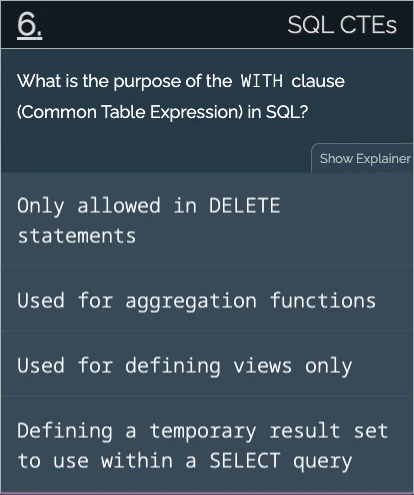 6.
SQL CTEs
What is the purpose of the WITH clause
(Common Table Expression) in SQL?
Show Explainer
Only allowed in DELETE
statements
Used for aggregation functions
Used for defining views only
Defining a temporary result set
to use within a SELECT query